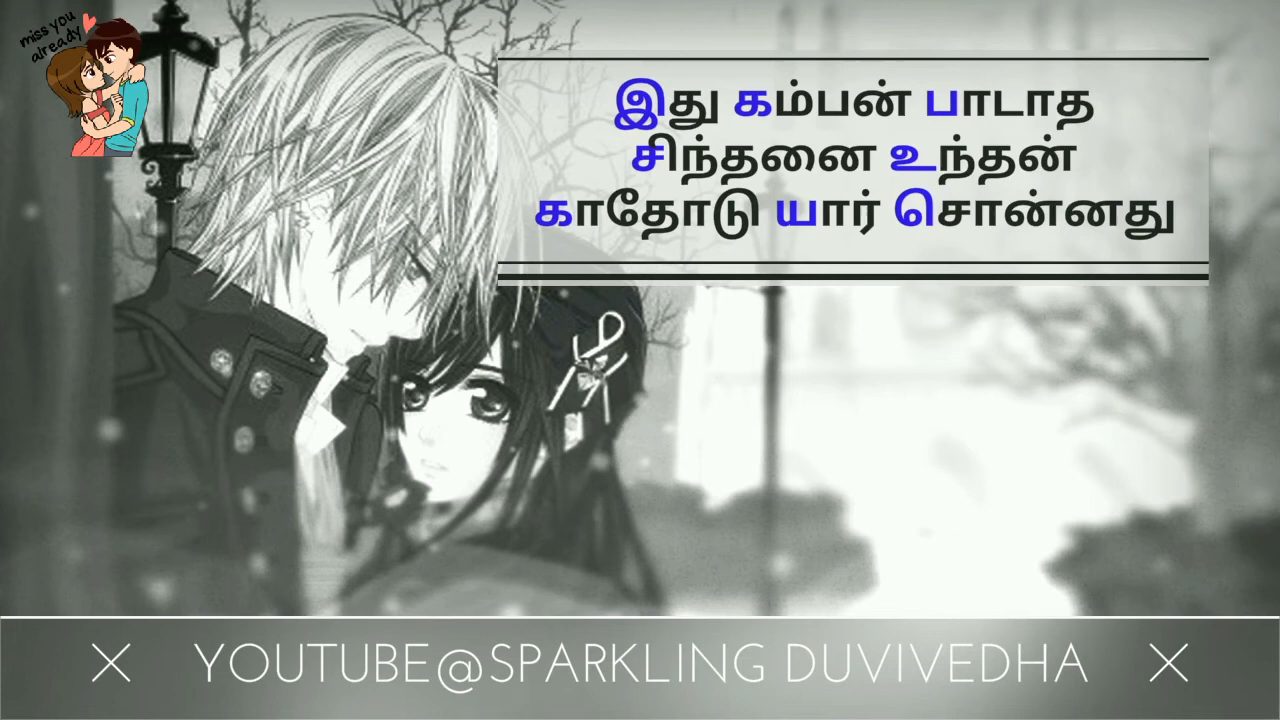 miss you
already
இது கம்பன் பாடாத
சிந்தனை உந்தன்
காதோடு யார் சொன்னது
YOUTUBE@SPARKLING DUVIVEDHA